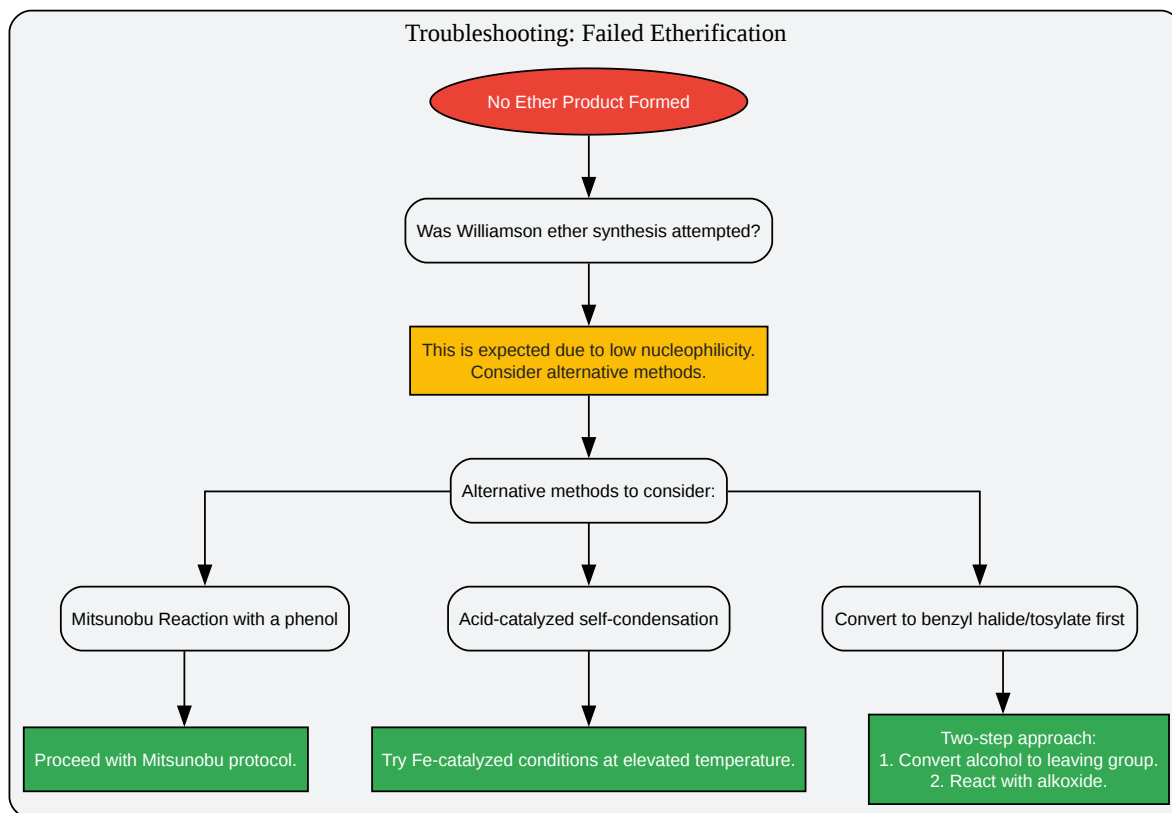 Troubleshooting: Failed Etherification
No Ether Product Formed
Was Williamson ether synthesis attempted?
This is expected due to low nucleophilicity.
Consider alternative methods.
Alternative methods to consider:
Mitsunobu Reaction with a phenol
Acid-catalyzed self-condensation
Convert to benzyl halide/tosylate first
Proceed with Mitsunobu protocol.
Try Fe-catalyzed conditions at elevated temperature.
Two-step approach:
1. Convert alcohol to leaving group.
2. React with alkoxide.